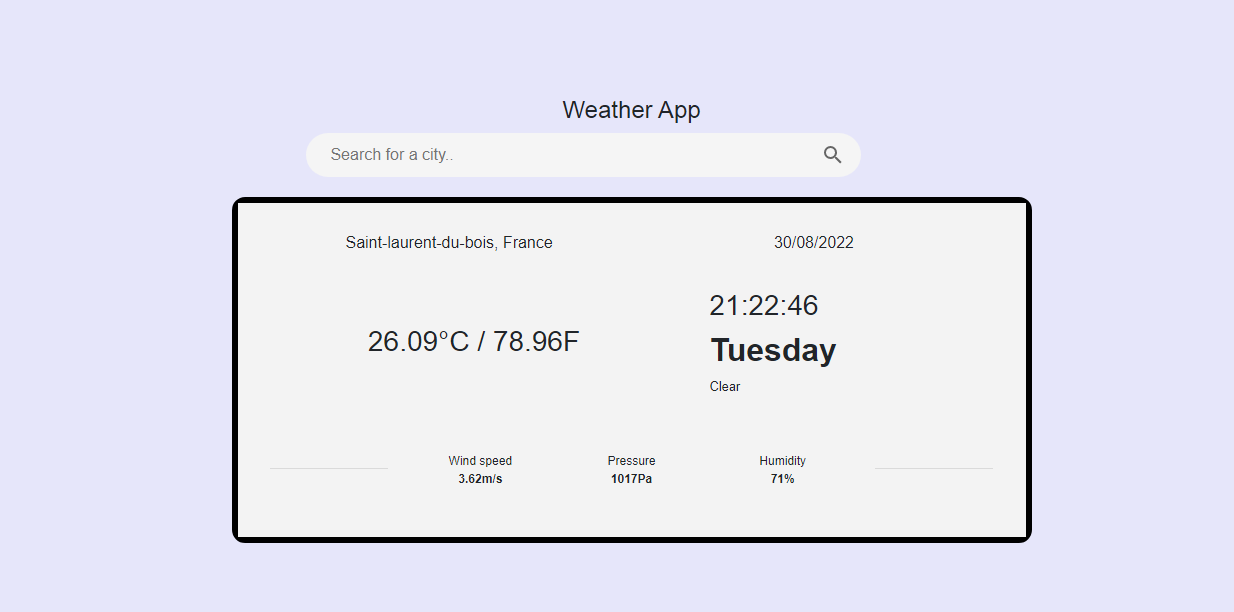 Weather App
Search for a city..
Saint-laurent-du-bois, France
30/08/2022
26.09°C / 78.96F
21:22:46
Tuesday
Clear
Wind speed
3.62m/s
Pressure
1017Pa
Humidity
71%